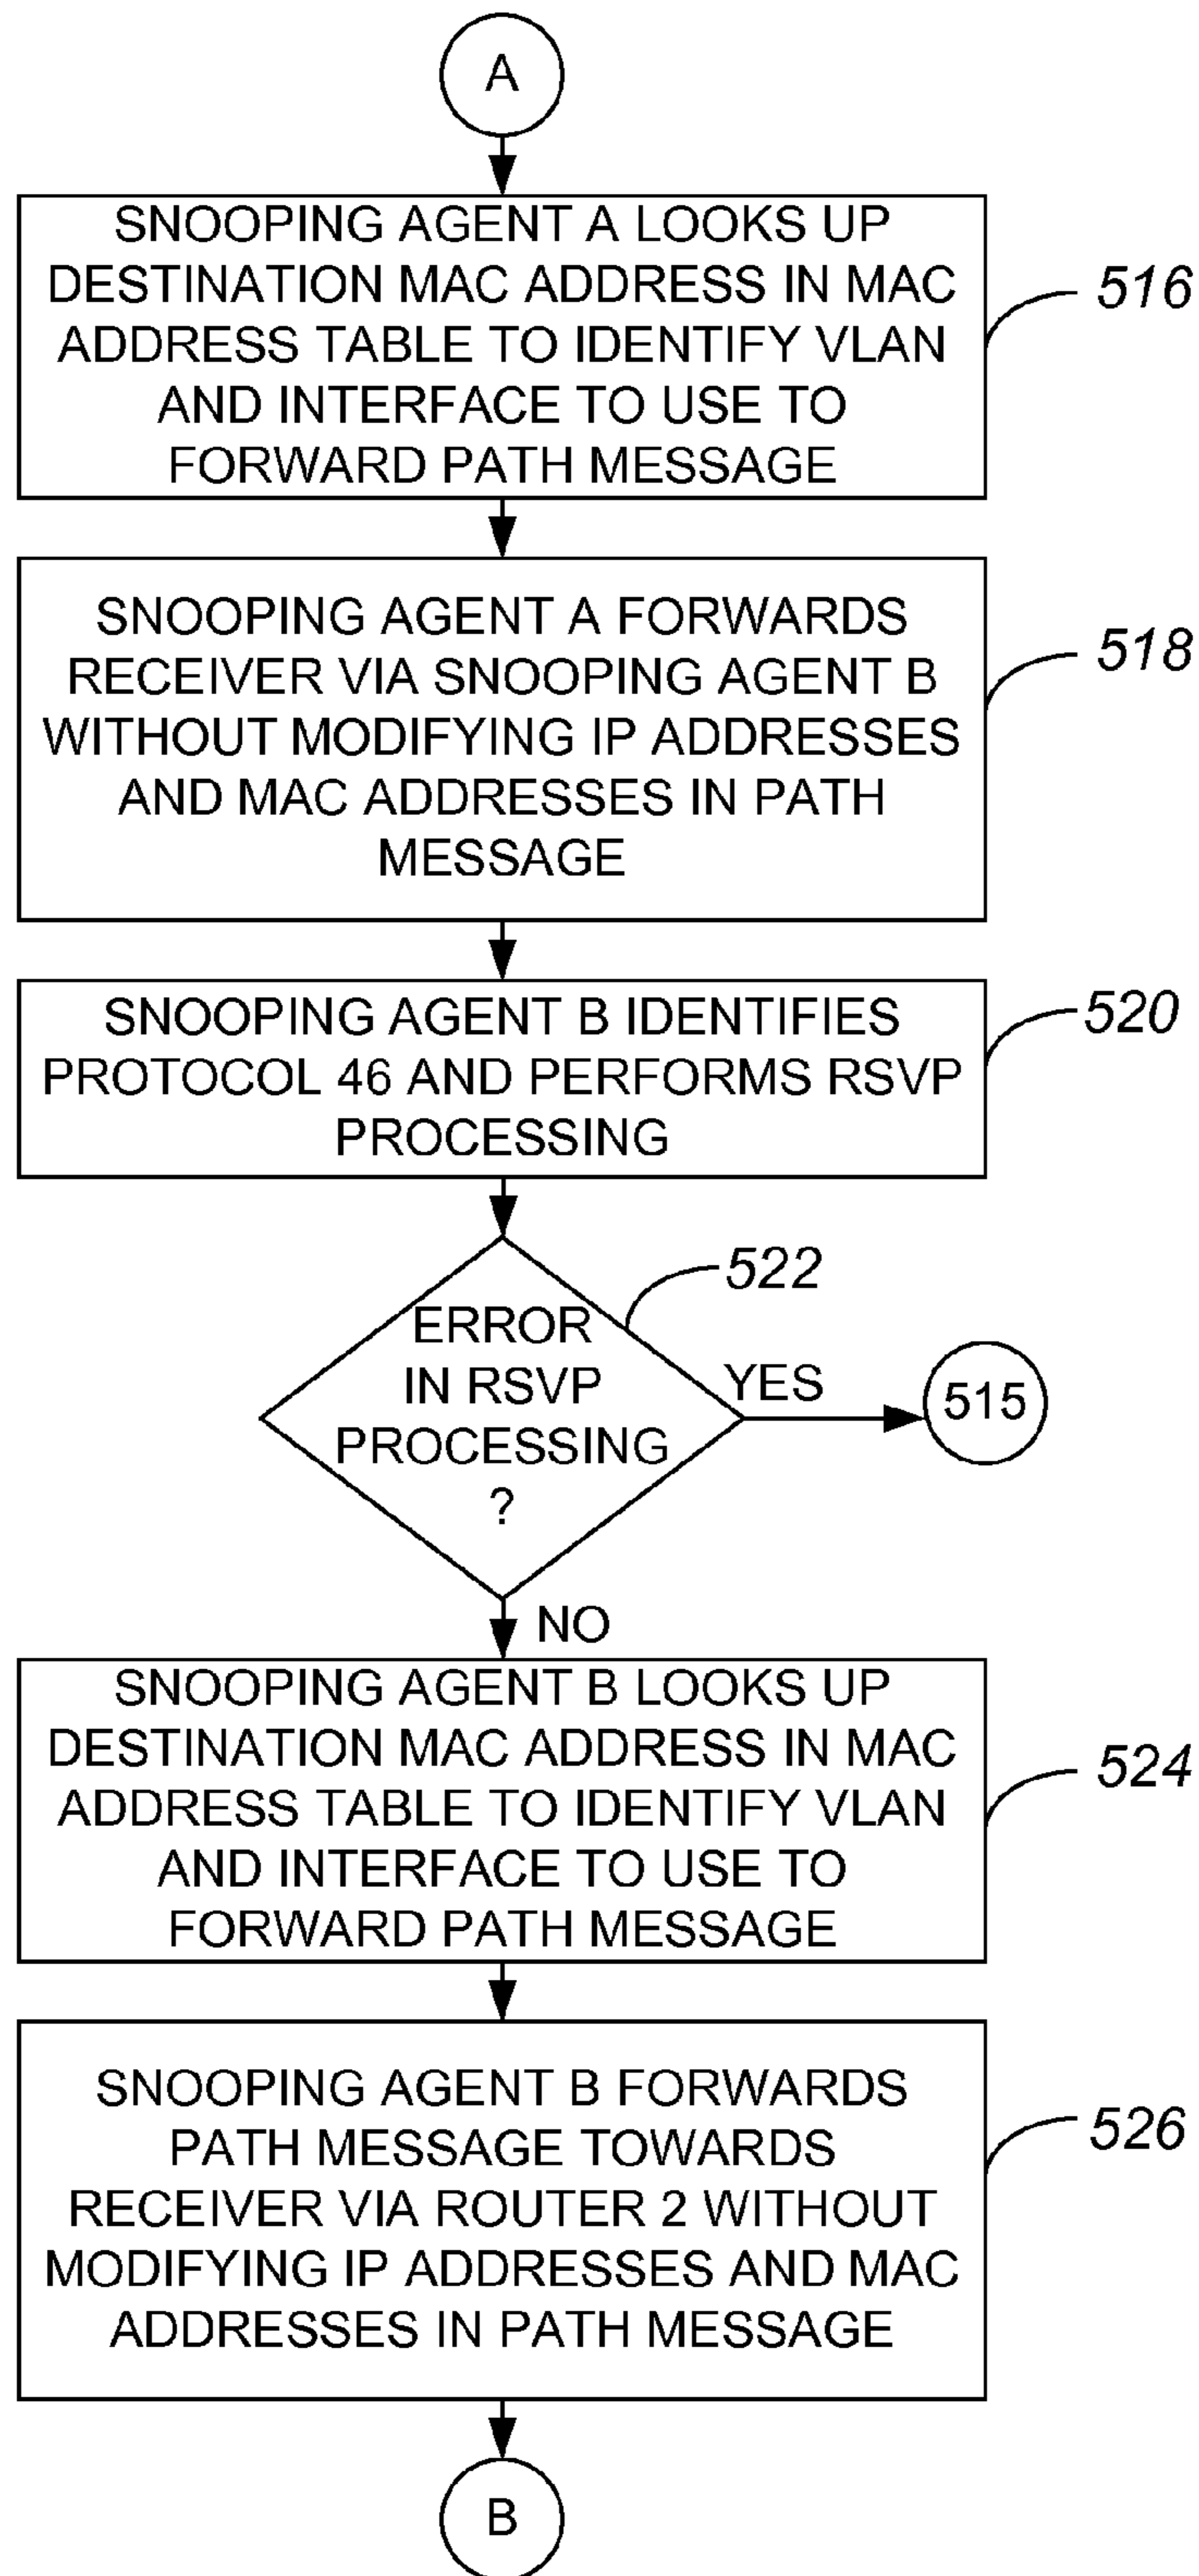 A
SNOOPING AGENT A LOOKS UP
DESTINATION MAC ADDRESS IN MAC
ADDRESS TABLE TO IDENTIFY VLAN
AND INTERFACE TO USE TO
FORWARD PATH MESSAGE
516
SNOOPING AGENT A FORWARDS
RECEIVER VIA SNOOPING AGENT B
WITHOUT MODIFYING IP ADDRESSES
AND MAC ADDRESSES IN PATH
MESSAGE
518
SNOOPING AGENT B IDENTIFIES
PROTOCOL 46 AND PERFORMS RSVP
PROCESSING
520
522
ERROR
IN RSVP
PROCESSING
?
YES
515
NO
SNOOPING AGENT B LOOKS UP
DESTINATION MAC ADDRESS IN MAC
ADDRESS TABLE TO IDENTIFY VLAN
AND INTERFACE TO USE TO
FORWARD PATH MESSAGE
524
SNOOPING AGENT B FORWARDS
PATH MESSAGE TOWARDS
RECEIVER VIA ROUTER 2 WITHOUT
MODIFYING IP ADDRESSES AND MAC
ADDRESSES IN PATH MESSAGE
526
B